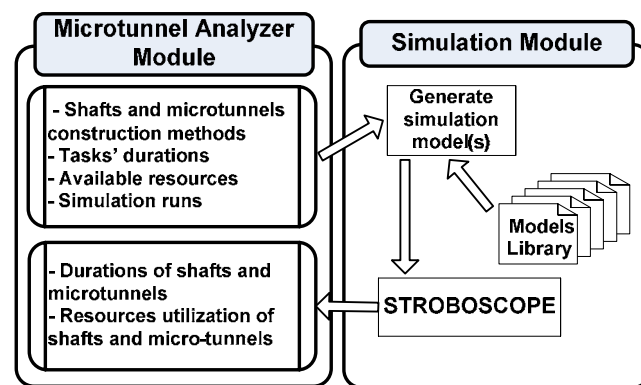 Microtunnel Analyzer
Module
- Shafts and microtunnels
construction methods
- Tasks' durations
- Available resources
- Simulation runs
- Durations of shafts and
microtunnels
- Resources utilization of
shafts and micro-tunnels
Simulation Module
Generate
simulation
model(s)
Models
Library
STROBOSCOPE